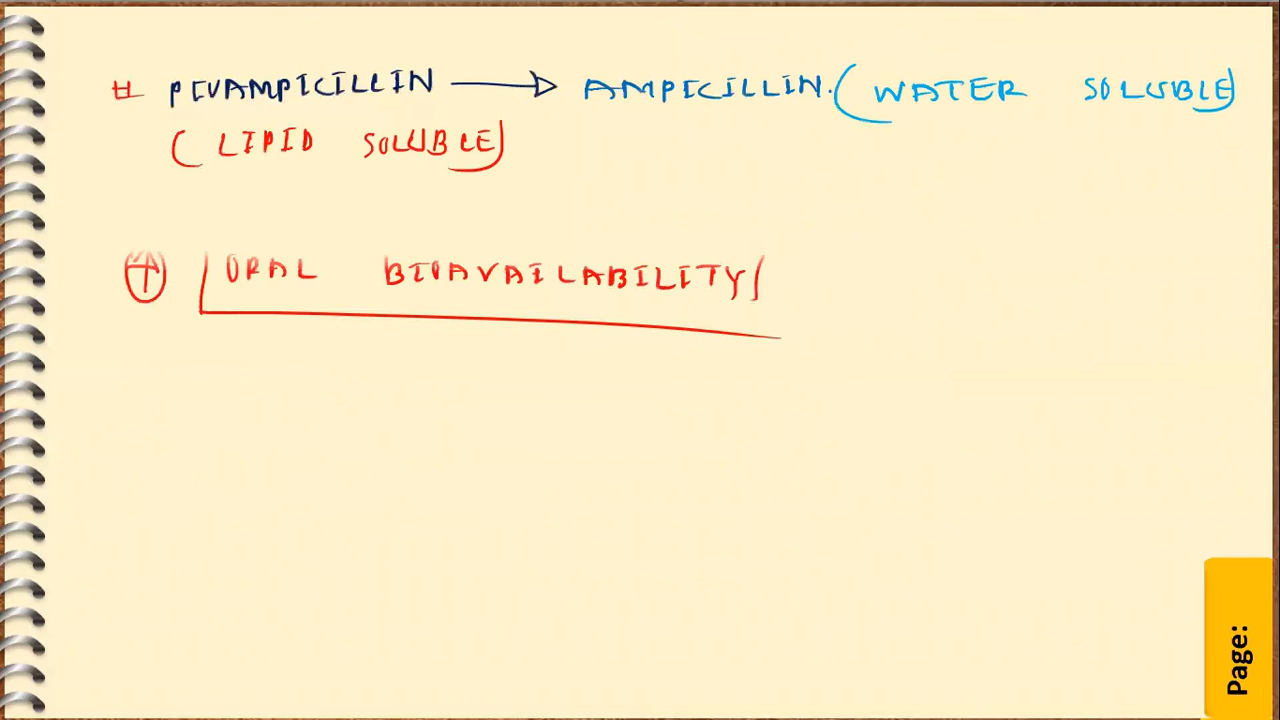 # PIVAMPICILLIN → AMPICILLIN. (WATER SOLUBLE)
(LIPID SOLUBLE)
↑ ORAL BIOAVAILABILITY
Page: